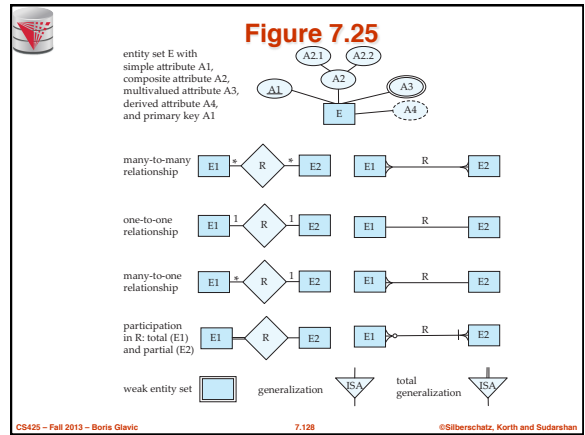 Figure 7.25
entity set E with
simple attribute A1,
composite attribute A2,
multivalued attribute A3,
derived attribute A4,
and primary key A1
A2.1 A2.2
A1 A2 A3
E A4
many-to-many
relationship
E1 * R * E2 E1 R E2
one-to-one
relationship
E1 1 R 1 E2 E1 R E2
many-to-one
relationship
E1 * R 1 E2 E1 R E2
participation
in R: total (E1)
and partial (E2)
E1 R E2 E1 R E2
weak entity set
generalization
ISA
total
generalization
ISA
CS425 – Fall 2013 – Boris Glavic 7.128 ©Silberschatz, Korth and Sudarshan